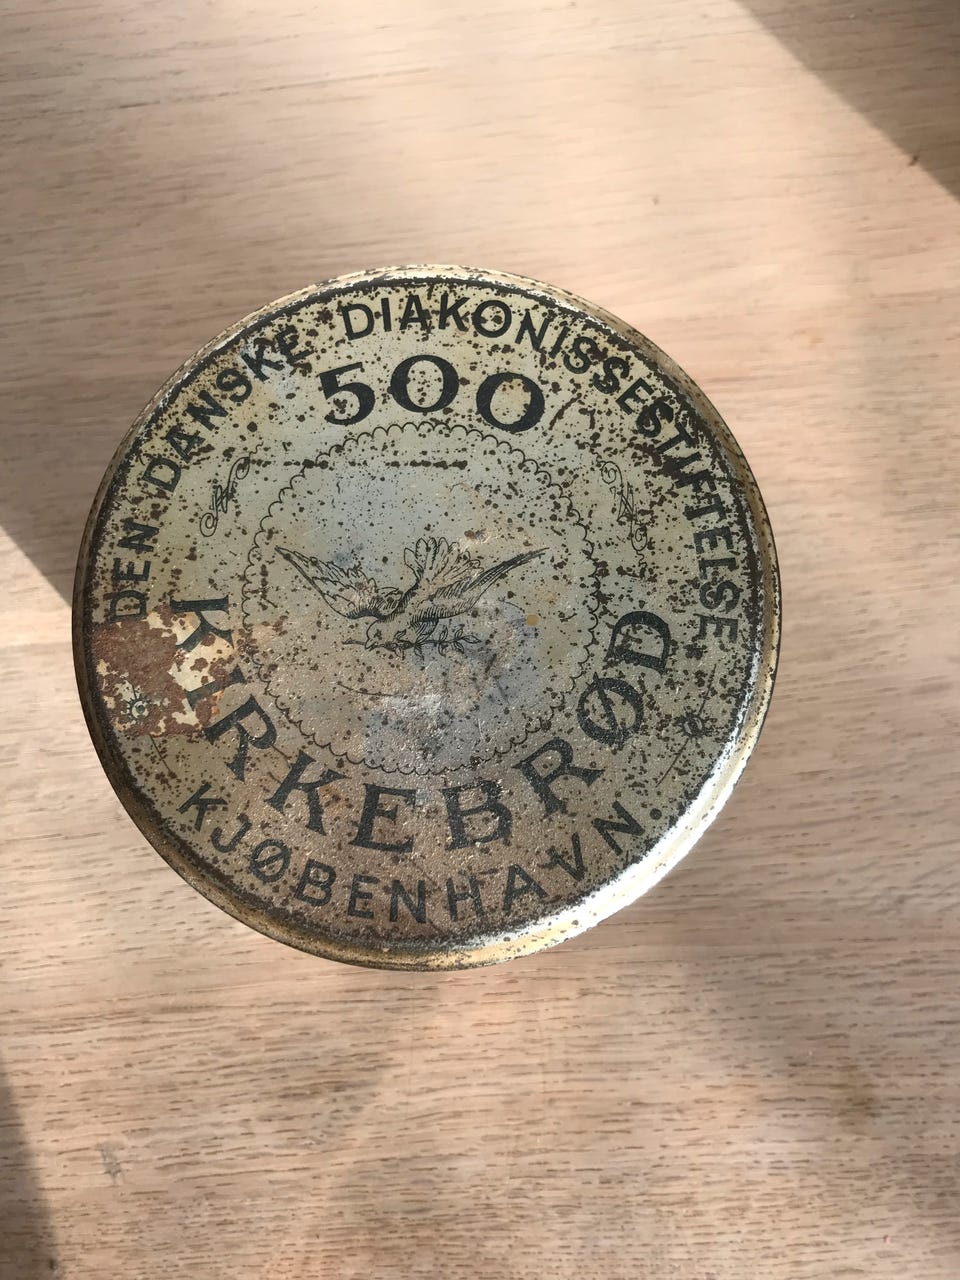 DEN DANSKE DIAKONISSESTIFTELSE
500
KIRKEBRØD
KJØBENHAVN.